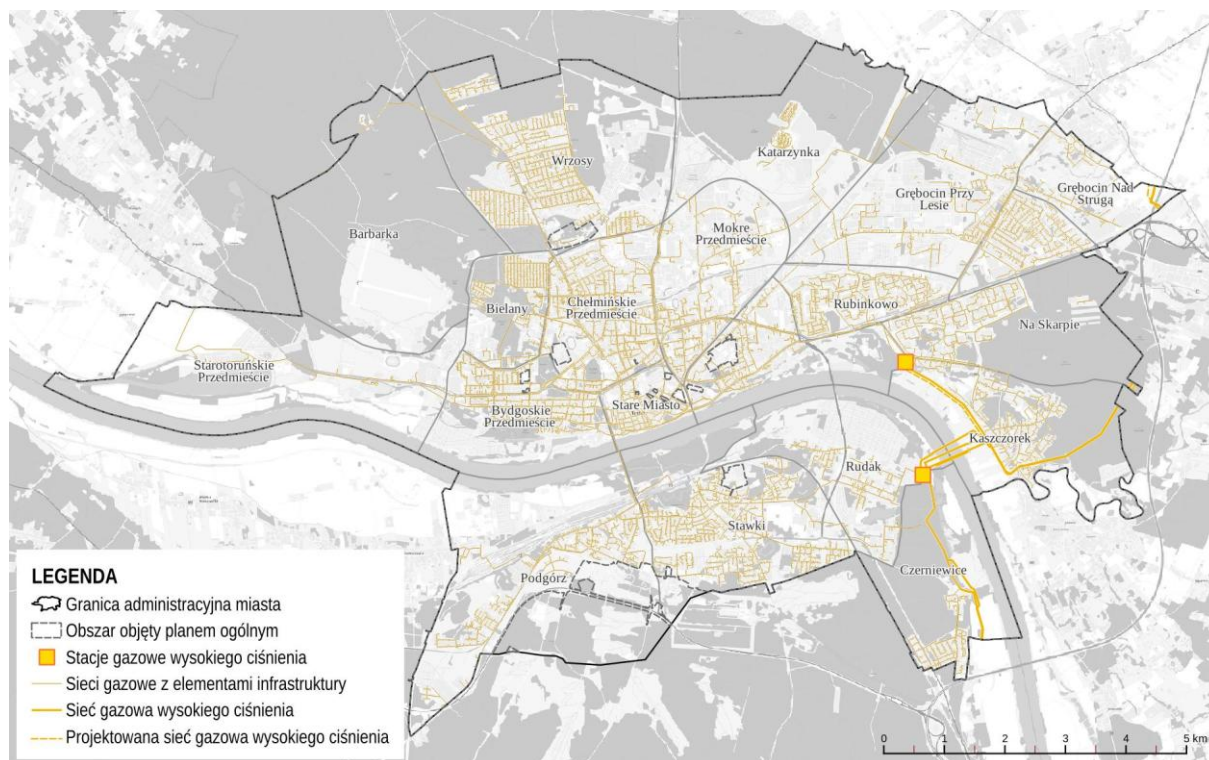 Wrzosy
Katarzynka
Grębocin Przy
Lesie
Grębocin Nad
Strugą
Barbarka
Mokre
Przedmieście
Bielany
Chełmińskie
Przedmieście
Rubinkowo
Na Skarpie
Starotoruńskie
Przedmieście
Bydgoskie
Przedmieście
Stare Miasto
Kaszczorek
Rudak
Stawki
Podgórz
Czerniewice
LEGENDA
Granica administracyjna miasta
Obszar objęty planem ogólnym
Stacje gazowe wysokiego ciśnienia
Sieci gazowe z elementami infrastruktury
Sieć gazowa wysokiego ciśnienia
Projektowana sieć gazowa wysokiego ciśnienia
0 1 2 3 4 5 km